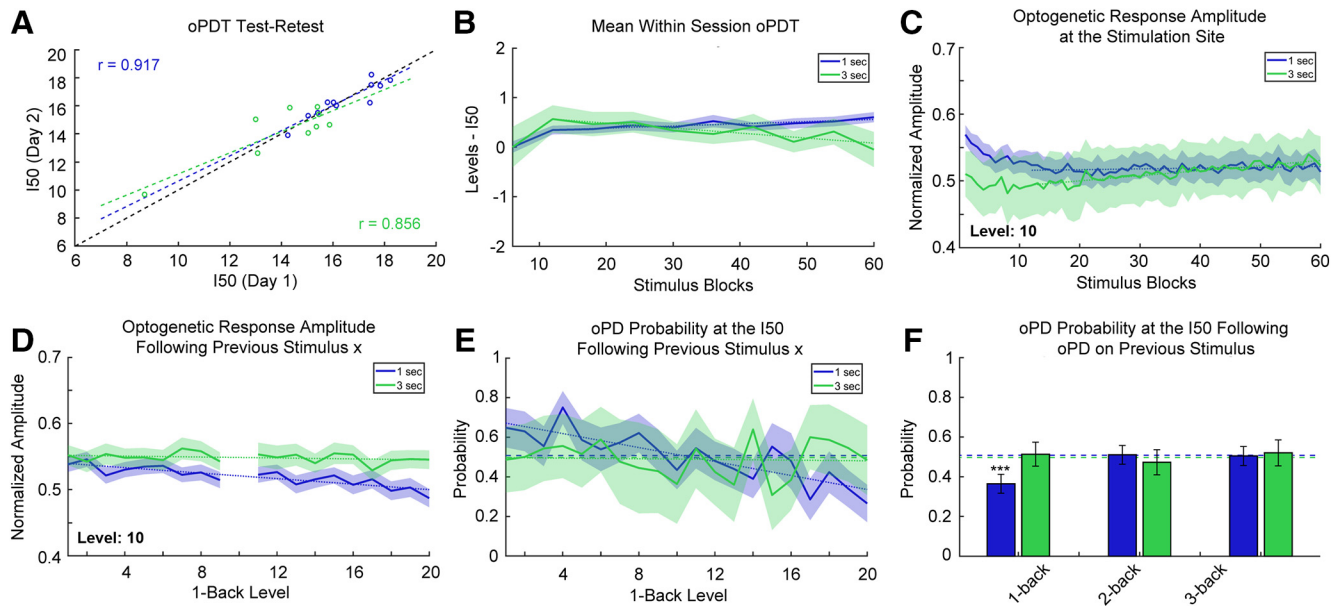 A
oPDT Test-Retest
r = 0.917
r = 0.856
I50 (Day 2)
20
18
16
14
12
10
8
6
6 8 10 12 14 16 18 20
I50 (Day 1)
B
Mean Within Session oPDT
1 sec
3 sec
Levels - I50
2
1
0
-1
-2
10 20 30 40 50 60
Stimulus Blocks
C
Optogenetic Response Amplitude
at the Stimulation Site
1 sec
3 sec
Normalized Amplitude
0.7
0.6
0.5
0.4
Level: 10
10 20 30 40 50 60
Stimulus Blocks
D
Optogenetic Response Amplitude
Following Previous Stimulus x
1 sec
3 sec
Normalized Amplitude
0.7
0.6
0.5
0.4
Level: 10
4 8 12 16 20
1-Back Level
E
oPD Probability at the I50
Following Previous Stimulus x
1 sec
3 sec
Probability
1
0.8
0.6
0.4
0.2
0
4 8 12 16 20
1-Back Level
F
oPD Probability at the I50 Following
oPD on Previous Stimulus
Probability
1
0.8
0.6
0.4
0.2
0
***
1-back
2-back
3-back